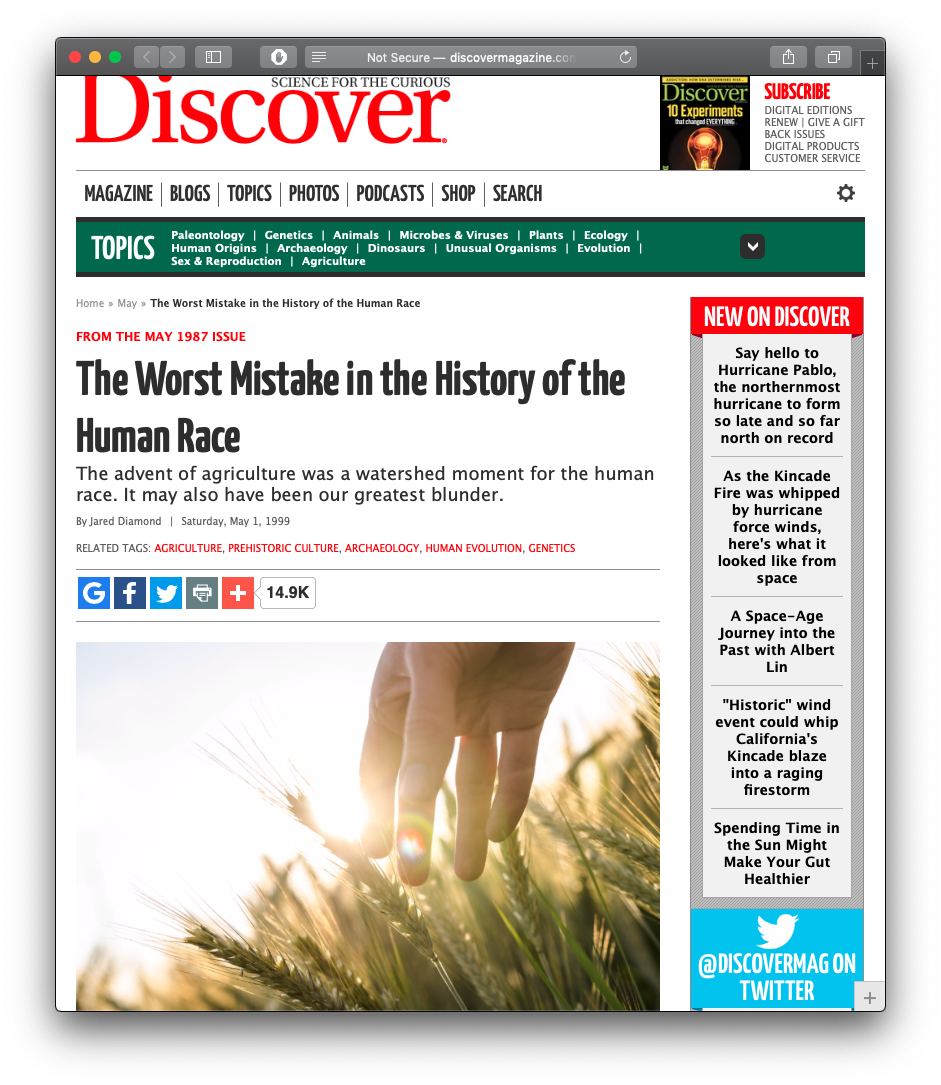 Not Secure — discovermagazine.com
SCIENCE FOR THE CURIOUS
Discover
Discover
10 Experiments
that changed EVERYTHING
SUBSCRIBE
DIGITAL EDITIONS
RENEW | GIVE A GIFT
BACK ISSUES
DIGITAL PRODUCTS
CUSTOMER SERVICE
MAGAZINE | BLOGS | TOPICS | PHOTOS | PODCASTS | SHOP | SEARCH
TOPICS
Paleontology | Genetics | Animals | Microbes & Viruses | Plants | Ecology |
Human Origins | Archaeology | Dinosaurs | Unusual Organisms | Evolution |
Sex & Reproduction | Agriculture
Home » May » The Worst Mistake in the History of the Human Race
FROM THE MAY 1987 ISSUE
The Worst Mistake in the History of the
Human Race
The advent of agriculture was a watershed moment for the human
race. It may also have been our greatest blunder.
By Jared Diamond | Saturday, May 1, 1999
RELATED TAGS: AGRICULTURE, PREHISTORIC CULTURE, ARCHAEOLOGY, HUMAN EVOLUTION, GENETICS
14.9K
NEW ON DISCOVER
Say hello to
Hurricane Pablo,
the northernmost
hurricane to form
so late and so far
north on record
As the Kincade
Fire was whipped
by hurricane
force winds,
here's what it
looked like from
space
A Space-Age
Journey into the
Past with Albert
Lin
"Historic" wind
event could whip
California's
Kincade blaze
into a raging
firestorm
Spending Time in
the Sun Might
Make Your Gut
Healthier
@DISCOVERMAG ON
TWITTER